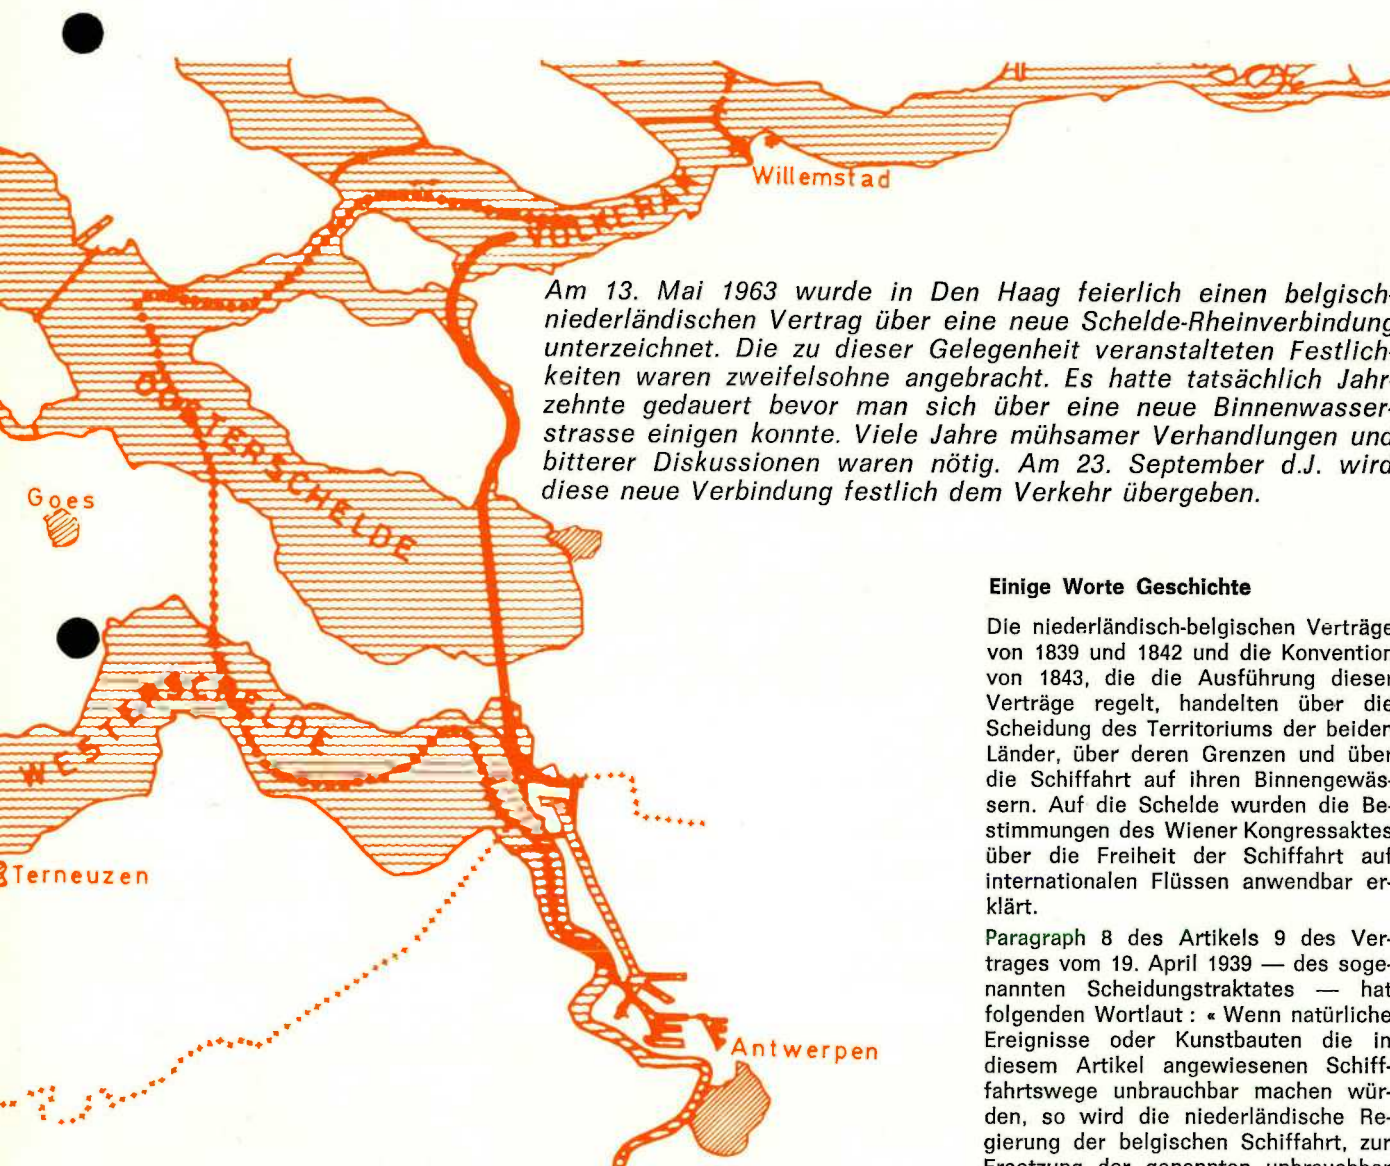 Willemstad
VOLKERA
Am 13. Mai 1963 wurde in Den Haag feierlich einen belgisch-
niederländischen Vertrag über eine neue Schelde-Rheinverbindung
unterzeichnet. Die zu dieser Gelegenheit veranstalteten Festlich-
keiten waren zweifelsohne angebracht. Es hatte tatsächlich Jahr-
zehnte gedauert bevor man sich über eine neue Binnenwasser-
strasse einigen konnte. Viele Jahre mühsamer Verhandlungen und
bitterer Diskussionen waren nötig. Am 23. September d.J. wird
diese neue Verbindung festlich dem Verkehr übergeben.
OOSTERSCHELDE
Goes
WESTERSCHELDE
Terneuzen
Antwerpen
Einige Worte Geschichte
Die niederländisch-belgischen Verträge
von 1839 und 1842 und die Konvention
von 1843, die die Ausführung dieser
Verträge regelt, handelten über die
Scheidung des Territoriums der beiden
Länder, über deren Grenzen und über
die Schiffahrt auf ihren Binnengewäs-
sern. Auf die Schelde wurden die Be-
stimmungen des Wiener Kongressaktes
über die Freiheit der Schiffahrt auf
internationalen Flüssen anwendbar er-
klärt.
Paragraph 8 des Artikels 9 des Ver-
trages vom 19. April 1939 — des soge-
nannten Scheidungstraktates — hat
folgenden Wortlaut : « Wenn natürliche
Ereignisse oder Kunstbauten die in
diesem Artikel angewiesenen Schiff-
fahrtswege unbrauchbar machen wür-
den, so wird die niederländische Re-
gierung der belgischen Schiffahrt, zur
Ersetzung der genannten unbrauchbar